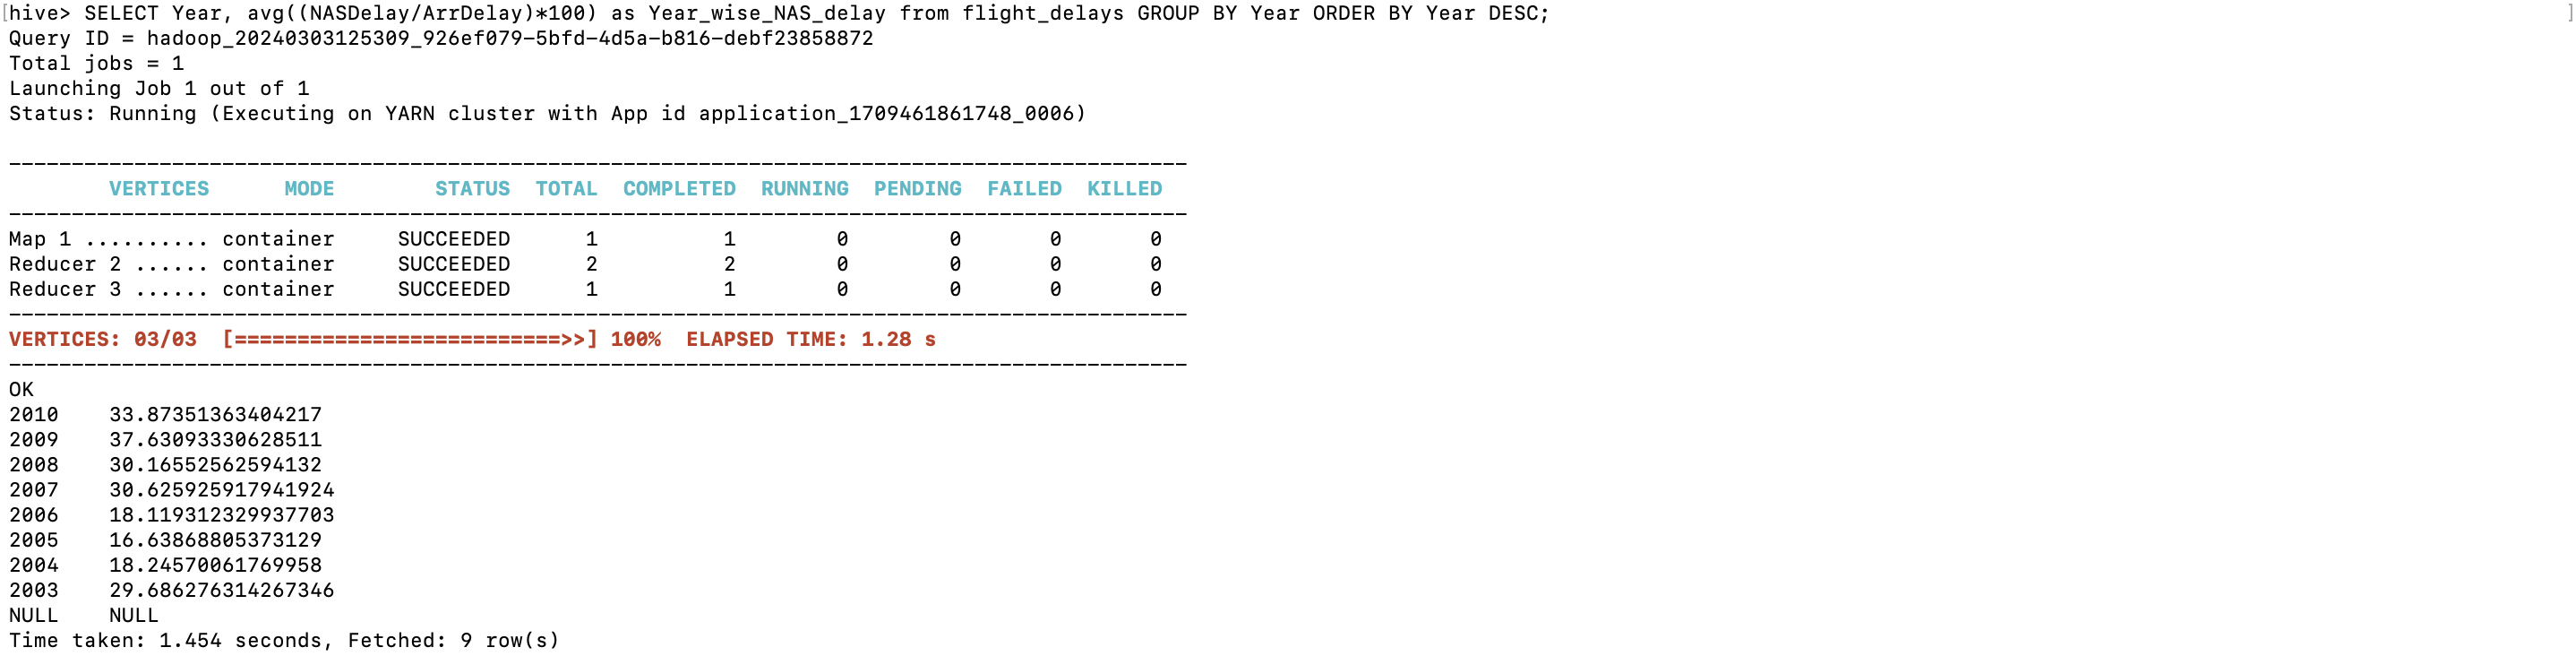 [hive> SELECT Year, avg((NASDelay/ArrDelay)*100) as Year_wise_NAS_delay from flight_delays GROUP BY Year ORDER BY Year DESC; ]
Query ID = hadoop_20240303125309_926ef079-5bfd-4d5a-b816-debf23858872
Total jobs = 1
Launching Job 1 out of 1
Status: Running (Executing on YARN cluster with App id application_1709461861748_0006)
----------------------------------------------------------------------------------------------
VERTICES MODE STATUS TOTAL COMPLETED RUNNING PENDING FAILED KILLED
----------------------------------------------------------------------------------------------
Map 1 .......... container SUCCEEDED 1 1 0 0 0 0
Reducer 2 ...... container SUCCEEDED 2 2 0 0 0 0
Reducer 3 ...... container SUCCEEDED 1 1 0 0 0 0
----------------------------------------------------------------------------------------------
VERTICES: 03/03 [==========================>>] 100% ELAPSED TIME: 1.28 s
----------------------------------------------------------------------------------------------
OK
2010 33.87351363404217
2009 37.63093330628511
2008 30.16552562594132
2007 30.625925917941924
2006 18.119312329937703
2005 16.63868805373129
2004 18.24570061769958
2003 29.686276314267346
NULL NULL
Time taken: 1.454 seconds, Fetched: 9 row(s)